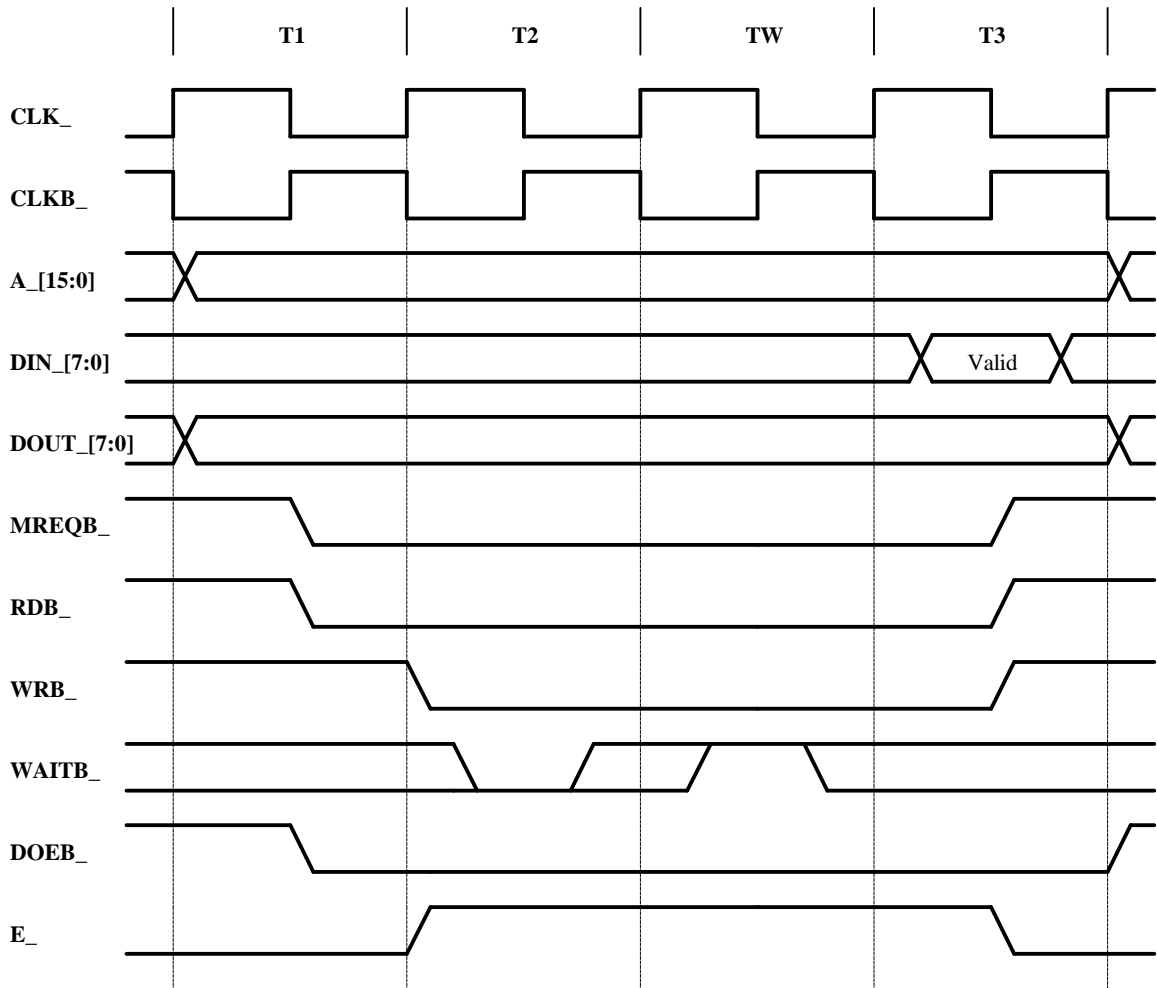 T1 T2 TW T3
CLK_
CLKB_
A_[15:0]
DIN_[7:0] Valid
DOUT_[7:0]
MREQB_
RDB_
WRB_
WAITB_
DOEB_
E_